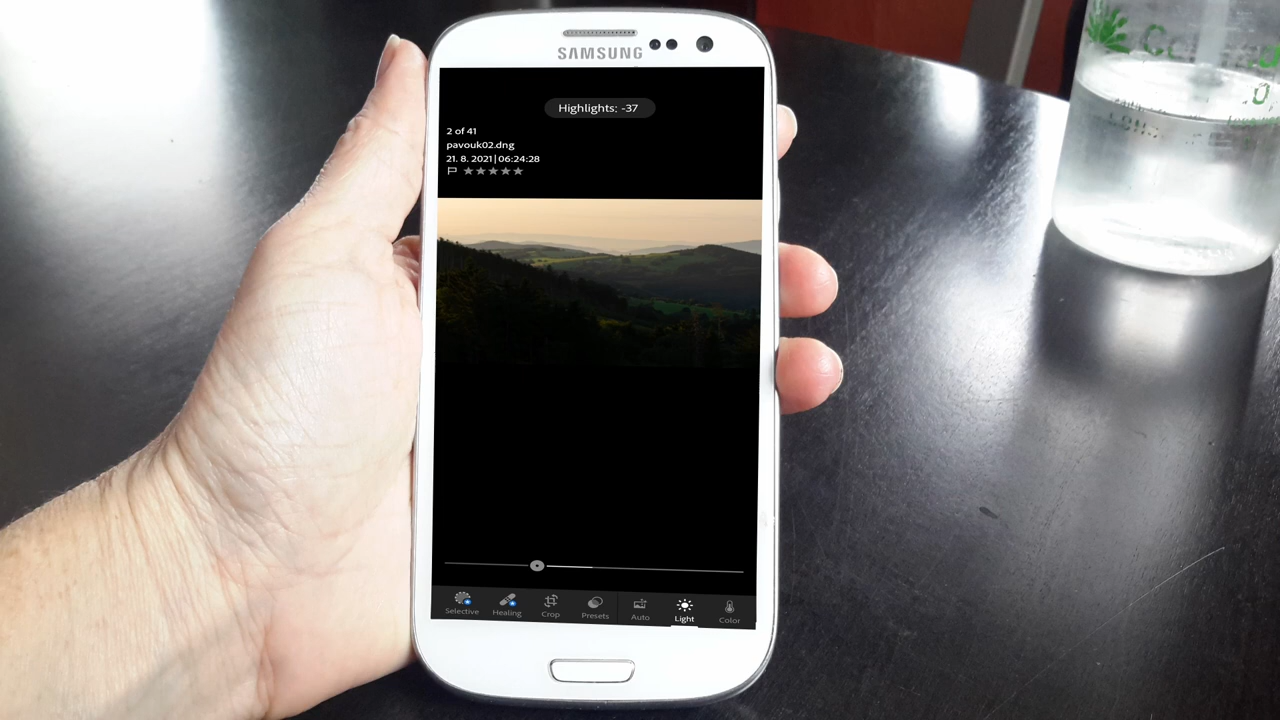 SAMSUNG
Highlights: -37
2 of 41
pavouk02.dng
21. 8. 2021|06:24:28
Selective Healing Crop Presets Auto Light Color